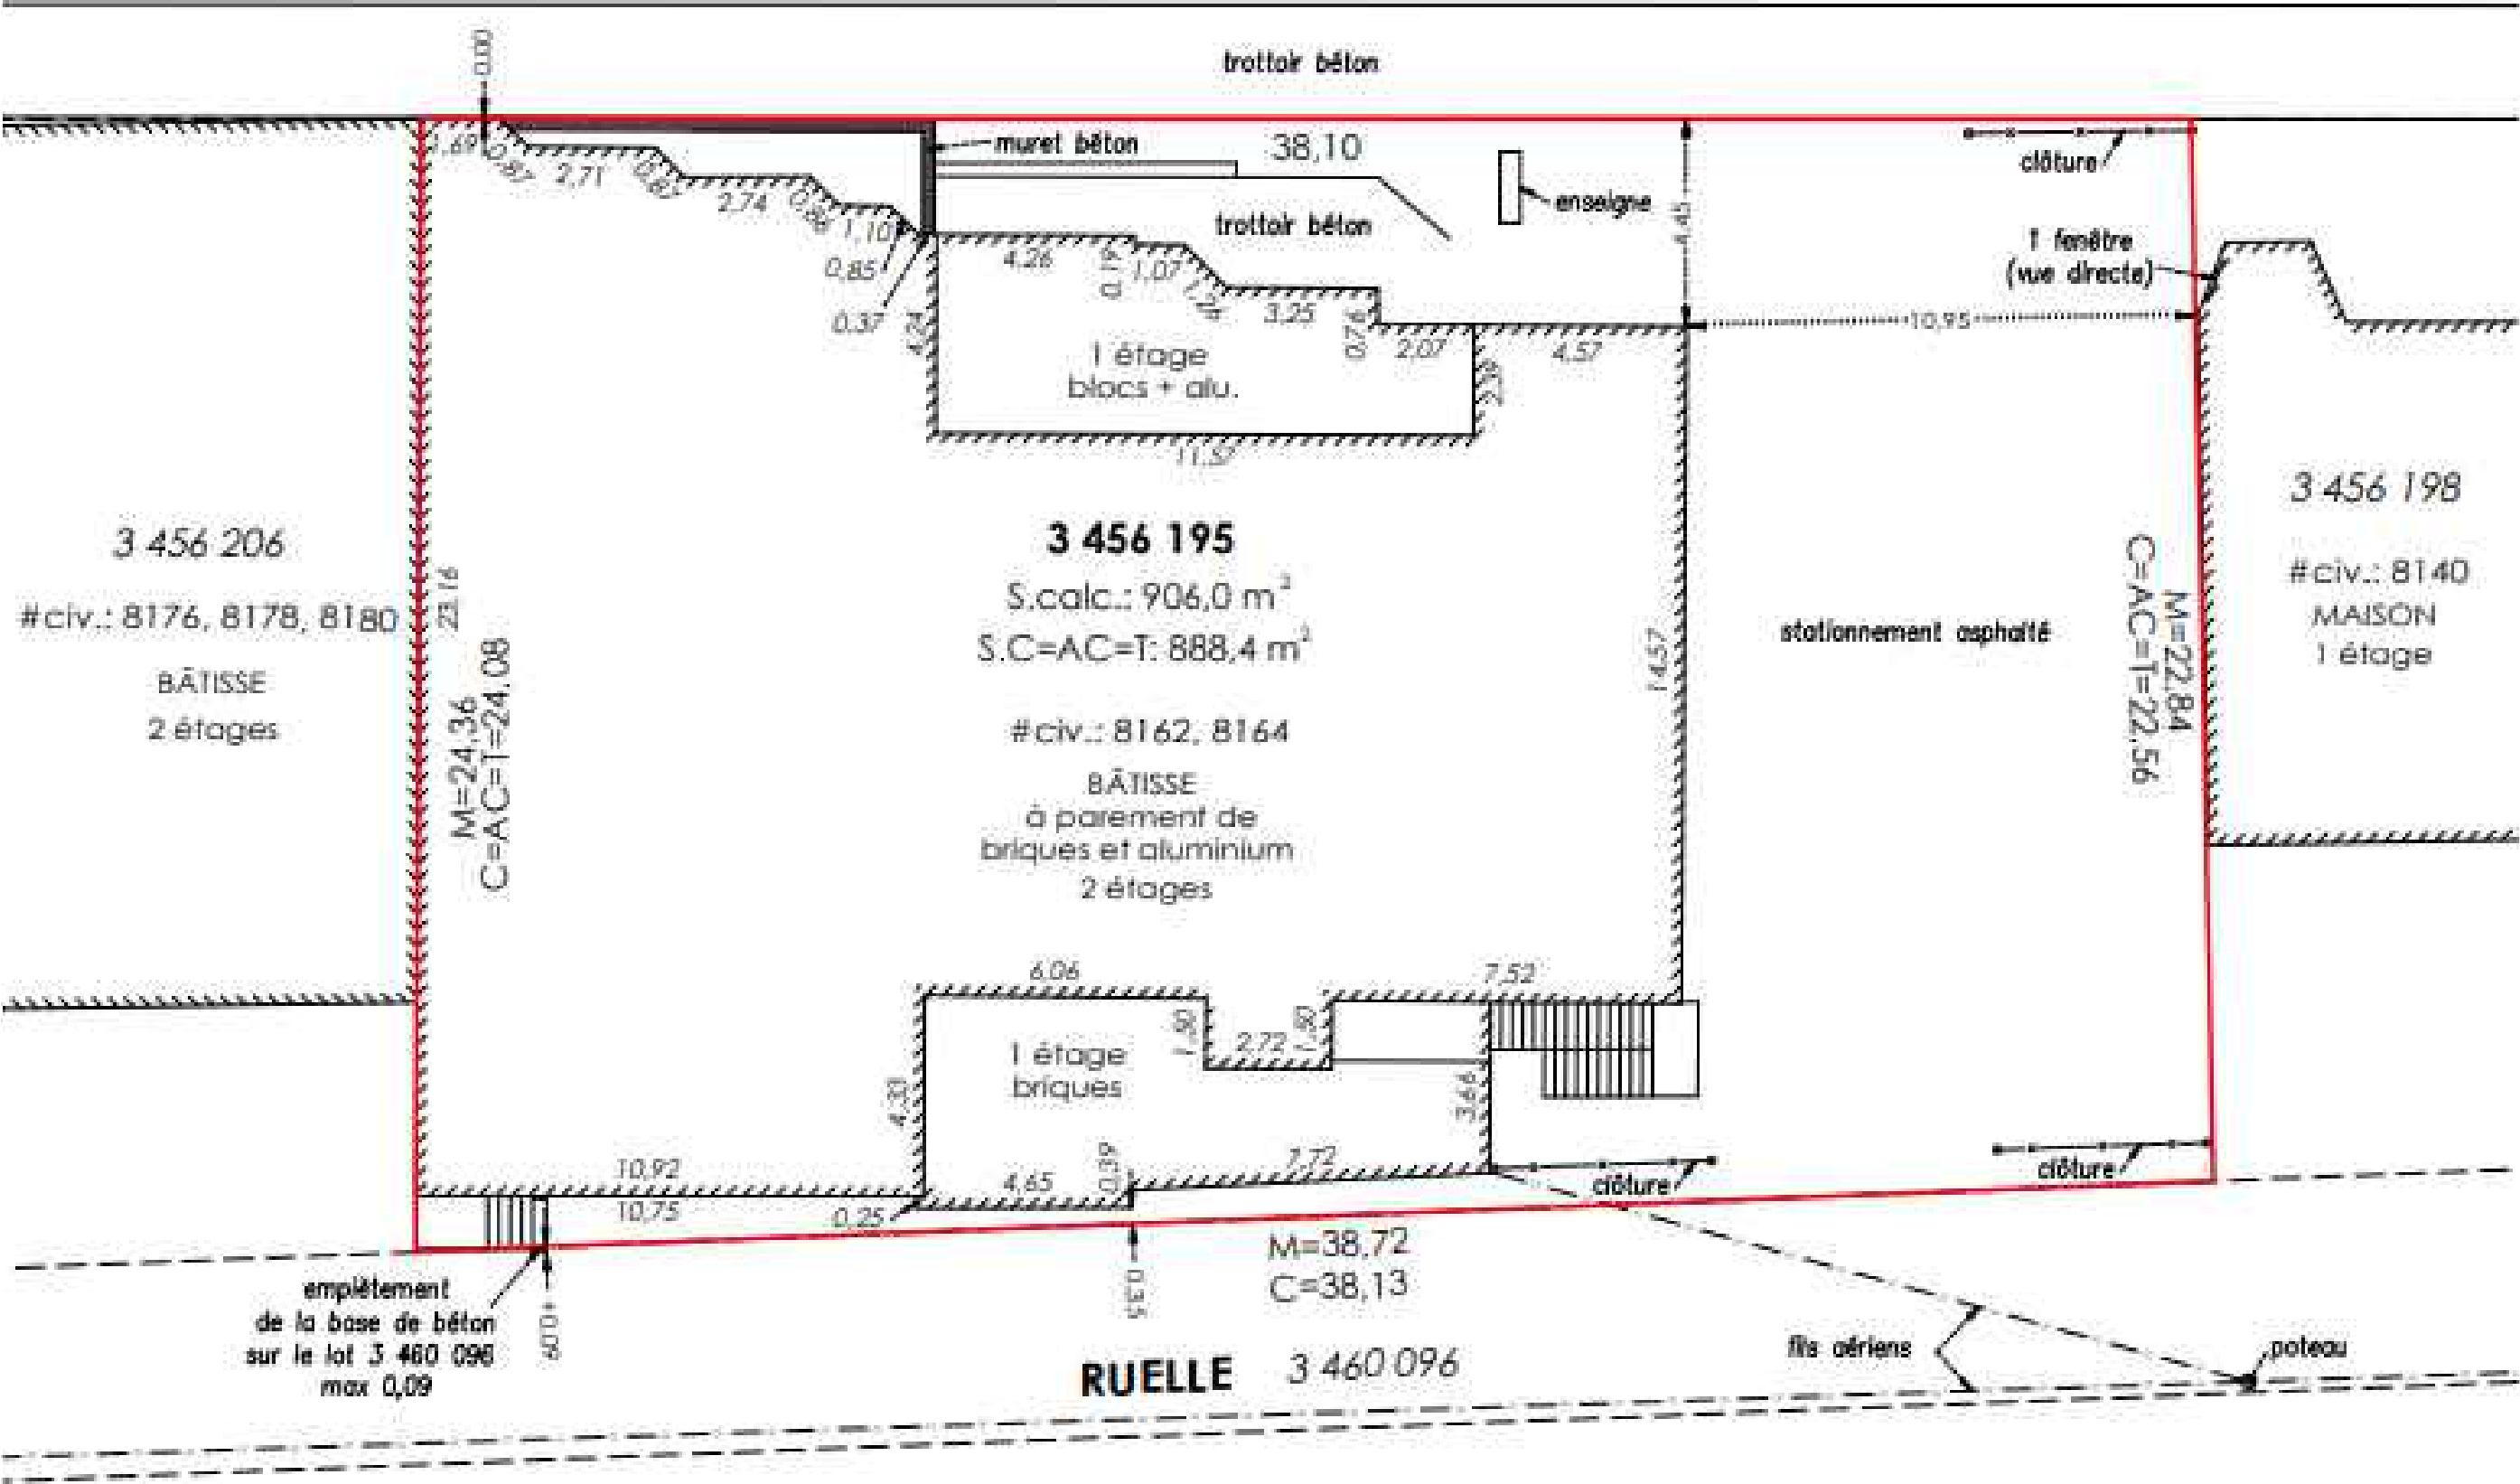 trottoir béton
0.00
muret béton
38,10
clôture
0,87
2,71
0,87
2,74
0,86
1,10
0,85
0.37
enseigne
trottoir béton
4,45
1 fenêtre
(vue directe)
4,26
0,14
1,07
3,25
0,76
2,07
4,57
10,95
2,39
1 étage
blocs + alu.
11,57
3 456 206
#civ.: 8176, 8178, 8180
BÂTISSE
2 étages
23,16
M=24,36
C=AC=T=24,08
3 456 195
S.calc.: 906,0 m²
S.C=AC=T: 888,4 m²
#civ.: 8162, 8164
BÂTISSE
à parement de
briques et aluminium
2 étages
14,57
stationnement asphalté
M=22,84
C=AC=T=22,56
3 456 198
#civ.: 8140
MAISON
1 étage
6,06
7,52
1,80
2,72
1,80
1 étage
briques
4,33
3,66
10,92
10,75
0,25
4,65
0,39
7,72
clôture
clôture
M=38,72
C=38,13
0.35
+0.09
empiètement
de la base de béton
sur le lot 3 460 096
max 0,09
RUELLE 3 460 096
fils aériens
poteau